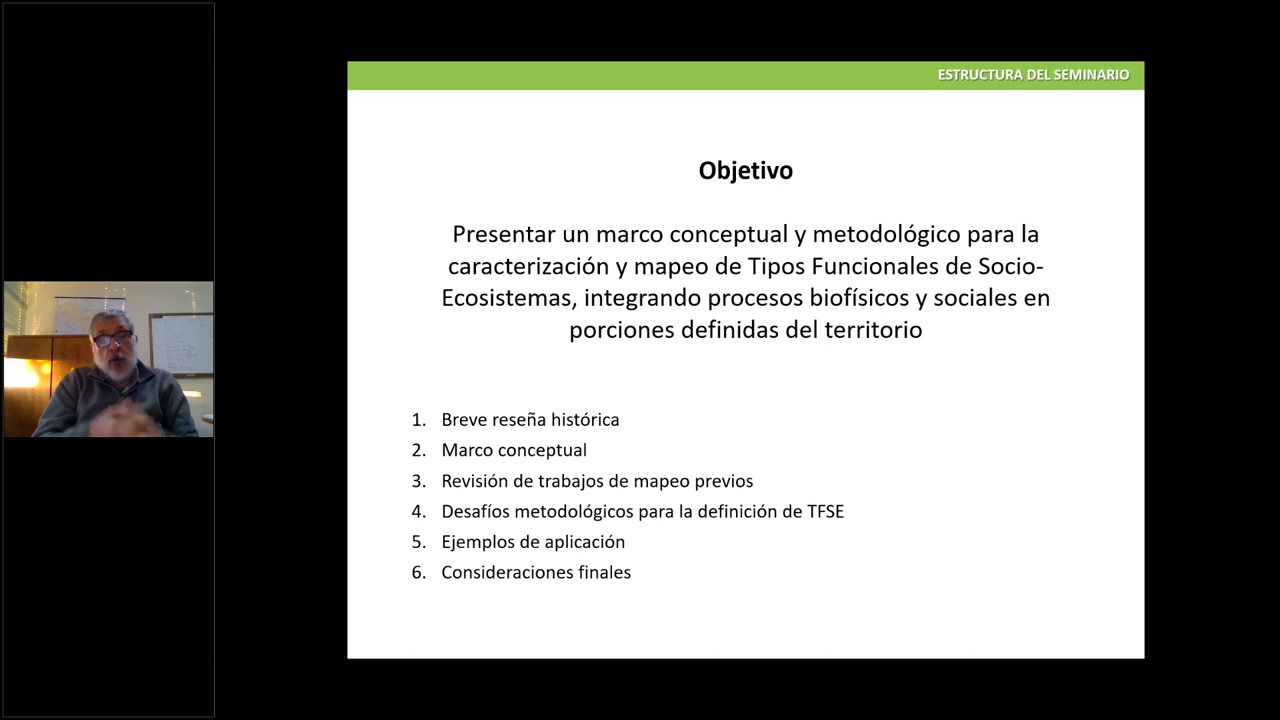 ESTRUCTURA DEL SEMINARIO
Objetivo
Presentar un marco conceptual y metodológico para la
caracterización y mapeo de Tipos Funcionales de Socio-
Ecosistemas, integrando procesos biofísicos y sociales en
porciones definidas del territorio
1. Breve reseña histórica
2. Marco conceptual
3. Revisión de trabajos de mapeo previos
4. Desafíos metodológicos para la definición de TFSE
5. Ejemplos de aplicación
6. Consideraciones finales